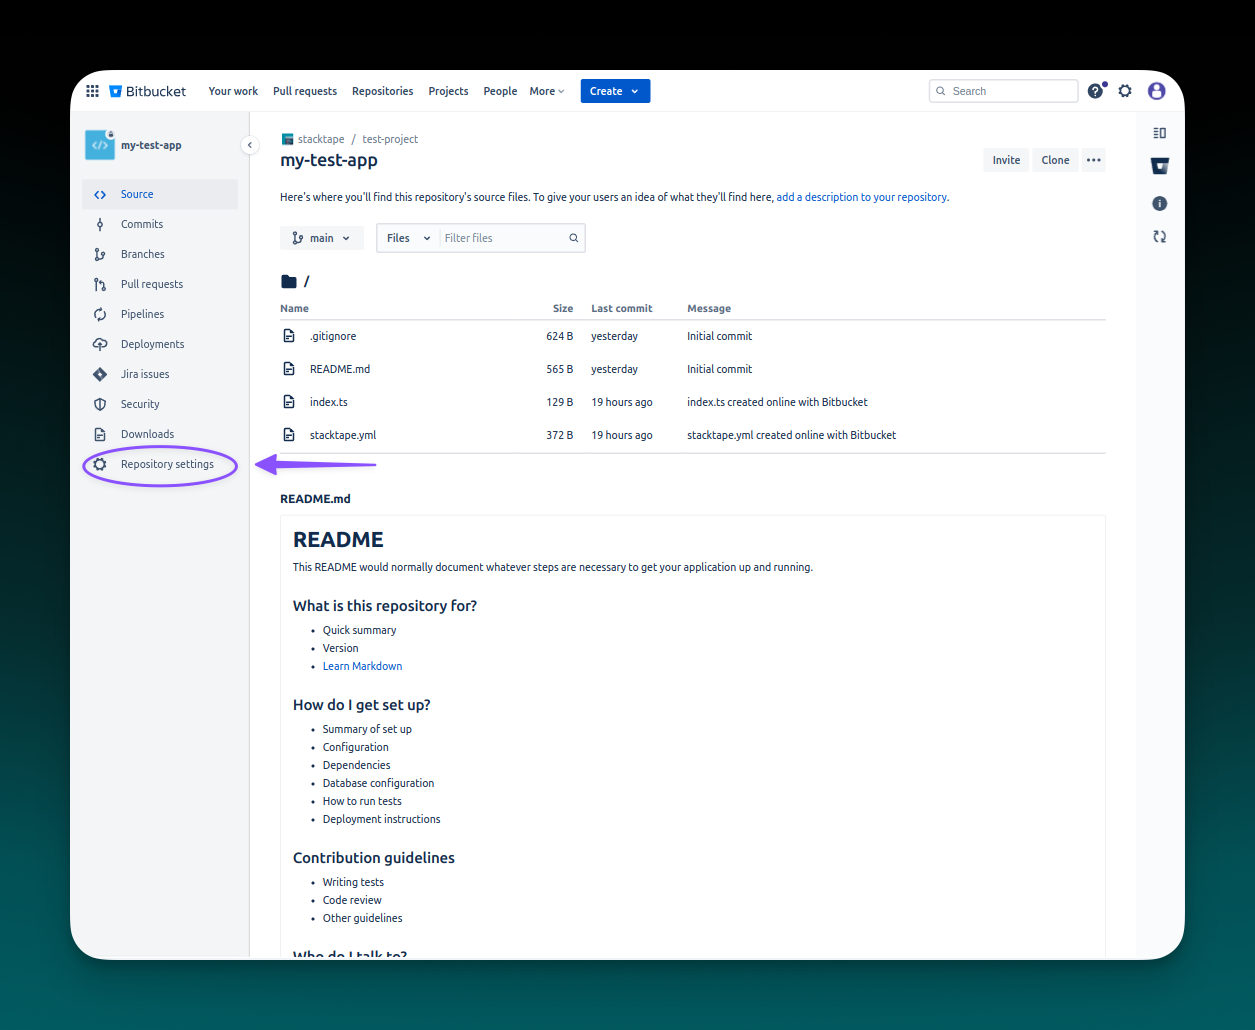 Bitbucket Your work Pull requests Repositories Projects People More Create Search
my-test-app
Source
Commits
Branches
Pull requests
Pipelines
Deployments
Jira issues
Security
Downloads
Repository settings
stacktape / test-project
my-test-app
Invite Clone
Here's where you'll find this repository's source files. To give your users an idea of what they'll find here, add a description to your repository.
main Files Filter files
/
Name Size Last commit Message
.gitignore 624 B yesterday Initial commit
README.md 565 B yesterday Initial commit
index.ts 129 B 19 hours ago index.ts created online with Bitbucket
stacktape.yml 372 B 19 hours ago stacktape.yml created online with Bitbucket
README.md
README
This README would normally document whatever steps are necessary to get your application up and running.
What is this repository for?
• Quick summary
• Version
• Learn Markdown
How do I get set up?
• Summary of set up
• Configuration
• Dependencies
• Database configuration
• How to run tests
• Deployment instructions
Contribution guidelines
• Writing tests
• Code review
• Other guidelines
Who do I talk to?